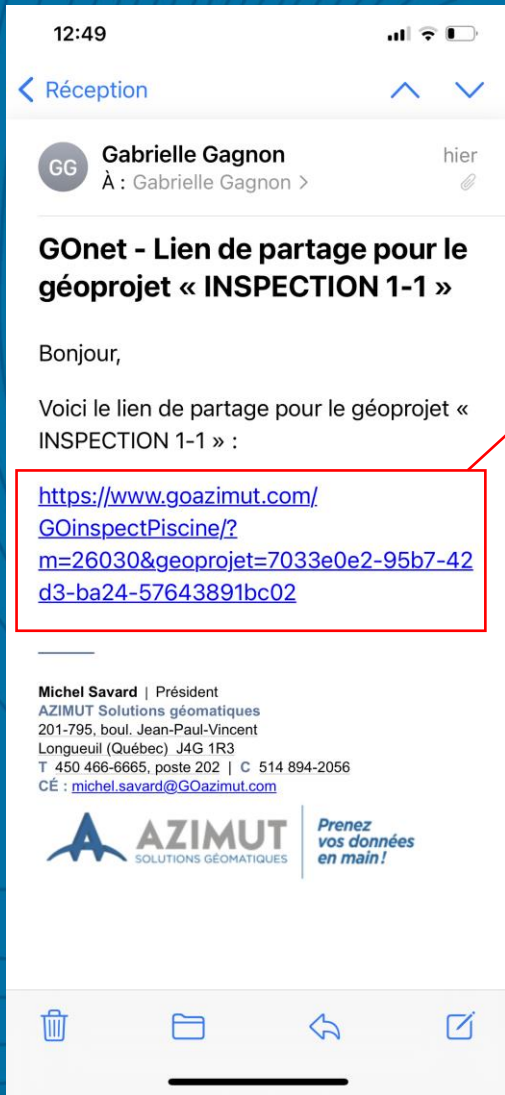 12:49
Réception
GG
Gabrielle Gagnon
hier
À : Gabrielle Gagnon >
GOnet - Lien de partage pour le
géoprojet « INSPECTION 1-1 »
Bonjour,
Voici le lien de partage pour le géoprojet «
INSPECTION 1-1 » :
https://www.goazimut.com/
GOinspectPiscine/?
m=26030&geoprojet=7033e0e2-95b7-42
d3-ba24-57643891bc02
Michel Savard | Président
AZIMUT Solutions géomatiques
201-795, boul. Jean-Paul-Vincent
Longueuil (Québec) J4G 1R3
T 450 466-6665, poste 202 | C 514 894-2056
CÉ : michel.savard@GOazimut.com
AZIMUT
SOLUTIONS GÉOMATIQUES
Prenez
vos données
en main!